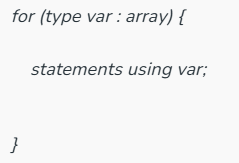 for (type var : array) {
statements using var;
}